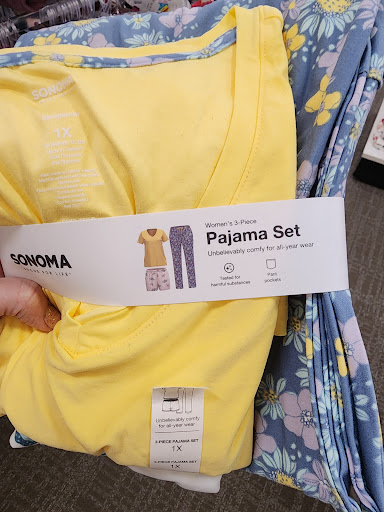 SONOMA
1X
SONOMA
GOODS FOR LIFE
Women's 3-Piece
Pajama Set
Unbelievably comfy for all-year wear
Tested for
harmful substances
Pant
pockets
Unbelievably comfy
for all-year wear
3-PIECE PAJAMA SET
1X
3-PIECE PAJAMA SET
1X